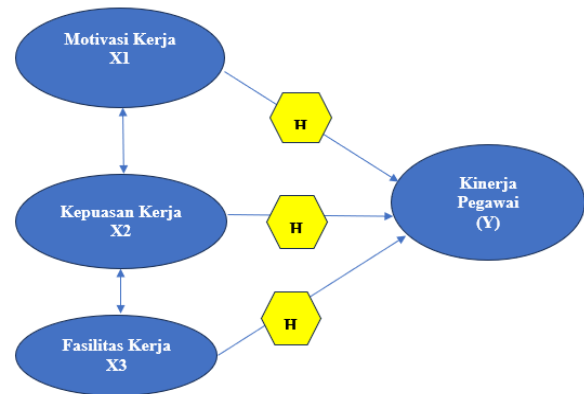 Motivasi Kerja
X1
H
Kepuasan Kerja
X2
H
Kinerja
Pegawai
(Y)
H
Fasilitas Kerja
X3